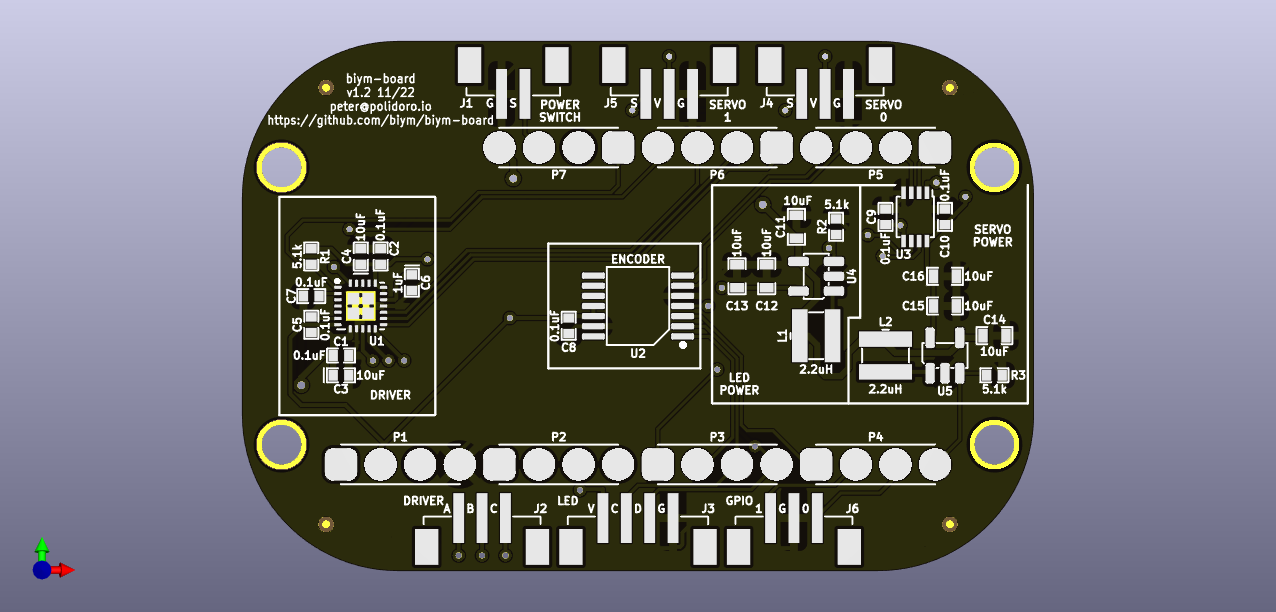 biym-board
v1.2 11/22
peter@polidoro.io
https://github.com/biym/biym-board
J1 G S POWER
SWITCH
J5 S V G SERVO
1
J4 S V G SERVO
0
P7
P6
P5
10uF
0.1uF
5.1k
R1
C4
C2
0.1uF
C7
1uF
C6
C5
0.1uF
U1
C1
0.1uF
10uF
C3
DRIVER
ENCODER
0.1uF
C8
U2
10uF
C11
5.1k
R2
10uF
10uF
C13
C12
U4
L1
2.2uH
LED
POWER
C9
0.1uF
0.1uF
C10
U3
SERVO
POWER
C16 10uF
C15 10uF
L2
C14
10uF
2.2uH
U5
R3
5.1k
P1
P2
P3
P4
DRIVER A B C J2
LED V C D G J3
GPIO 1 G 0 J6